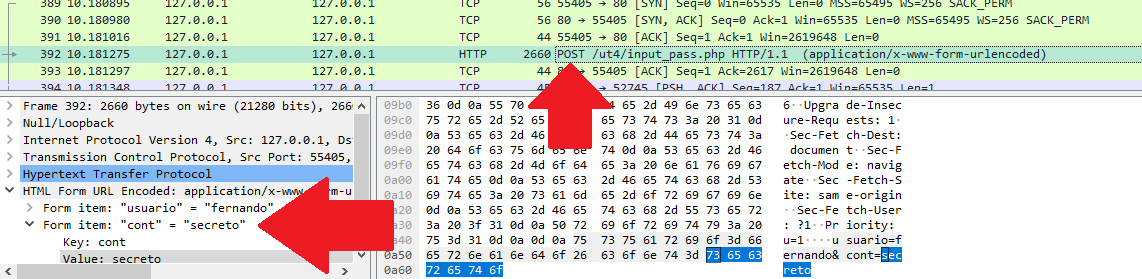 389 10.180895 127.0.0.1 127.0.0.1 TCP 56 55405 → 80 [SYN] Seq=0 Win=65535 Len=0 MSS=65495 WS=256 SACK_PERM
390 10.180980 127.0.0.1 127.0.0.1 TCP 56 80 → 55405 [SYN, ACK] Seq=0 Ack=1 Win=65535 Len=0 MSS=65495 WS=256 SACK_PERM
391 10.181016 127.0.0.1 127.0.0.1 TCP 44 55405 → 80 [ACK] Seq=1 Ack=1 Win=2619648 Len=0
392 10.181275 127.0.0.1 127.0.0.1 HTTP 2660 POST /ut4/input_pass.php HTTP/1.1 (application/x-www-form-urlencoded)
393 10.181297 127.0.0.1 127.0.0.1 TCP 44 80 → 55405 [ACK] Seq=1 Ack=2617 Win=2619648 Len=0
394 10.181348 127.0.0.1 127.0.0.1 TCP 45 → 52745 [PSH, ACK] Seq=187 Ack=1 Win=65535 Len=1
Frame 392: 2660 bytes on wire (21280 bits), 266
Null/Loopback
Internet Protocol Version 4, Src: 127.0.0.1, Ds
Transmission Control Protocol, Src Port: 55405,
Hypertext Transfer Protocol
HTML Form URL Encoded: application/x-www-form-u
Form item: "usuario" = "fernando"
Form item: "cont" = "secreto"
Key: cont
Value: secreto
09b0 36 0d 0a 55 70 65 2d 49 6e 73 65 63 6··Upgra de-Insec
09c0 75 72 65 2d 52 65 73 74 73 3a 20 31 0d ure-Requ ests: 1·
09d0 0a 53 65 63 2d 46 63 68 2d 44 65 73 74 3a ·Sec-Fet ch-Dest:
09e0 20 64 6f 63 75 6d 65 6e 74 0d 0a 53 65 63 2d 46 document··Sec-F
09f0 65 74 63 68 2d 4d 6f 64 65 3a 20 6e 61 76 69 67 etch-Mod e: navig
0a00 61 74 65 0d 0a 53 65 63 2d 46 65 74 63 68 2d 53 ate··Sec -Fetch-S
0a10 69 74 65 3a 20 73 61 6d 65 2d 6f 72 69 67 69 6e ite: sam e-origin
0a20 0d 0a 53 65 63 2d 46 65 74 63 68 2d 55 73 65 72 ··Sec-Fe tch-User
3a 20 3f 31 0d 0a 50 72 69 6f 72 69 74 79 3a 20 : ?1··Pr iority:
75 3d 31 0d 0a 0d 0a 75 73 75 61 72 69 6f 3d 66 u=1····u suario=f
0a50 65 72 6e 61 6e 64 6f 26 63 6f 6e 74 3d 73 65 63 ernando& cont=sec
0a60 72 65 74 6f reto